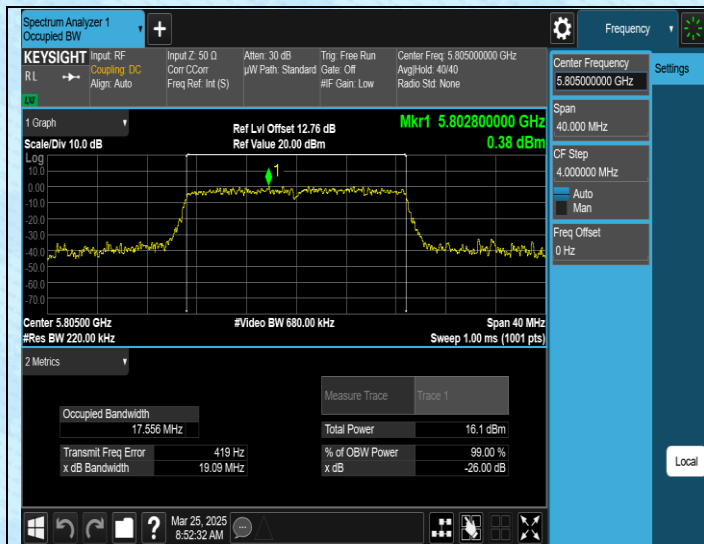 Spectrum Analyzer 1
Occupied BW
+
Frequency
KEYSIGHT
RL
LXI
Input: RF
Coupling: DC
Align: Auto
Input Z: 50 Ω
Corr CCorr
Freq Ref: Int (S)
Atten: 30 dB
µW Path: Standard
Trig: Free Run
Gate: Off
#IF Gain: Low
Center Freq: 5.805000000 GHz
Avg|Hold: 40/40
Radio Std: None
Center Frequency
5.805000000 GHz
Settings
Span
40.000 MHz
CF Step
4.000000 MHz
Auto
Man
Freq Offset
0 Hz
Local
1 Graph
Scale/Div 10.0 dB
Ref Lvl Offset 12.76 dB
Ref Value 20.00 dBm
Mkr1 5.802800000 GHz
0.38 dBm
Log
10.0
0.00
-10.0
-20.0
-30.0
-40.0
-50.0
-60.0
-70.0
1
Center 5.80500 GHz
#Video BW 680.00 kHz
Span 40 MHz
#Res BW 220.00 kHz
Sweep 1.00 ms (1001 pts)
2 Metrics
Measure Trace Trace 1
Occupied Bandwidth
17.556 MHz
Total Power 16.1 dBm
Transmit Freq Error 419 Hz
% of OBW Power 99.00 %
x dB Bandwidth 19.09 MHz
x dB -26.00 dB
?
Mar 25, 2025
8:52:32 AM